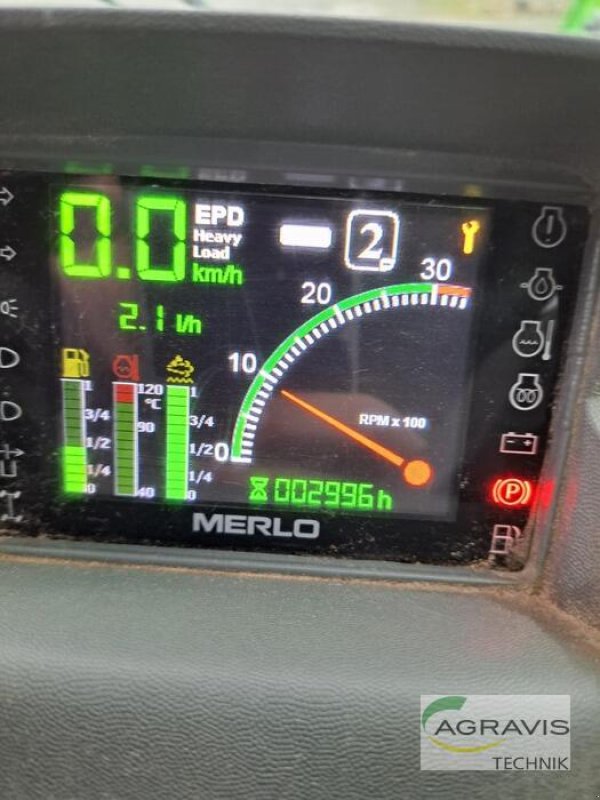 0.0 EPD
Heavy
Load
km/h
2
F
2.1 l/h
30
20
10
0
RPM x 100
1
3/4
1/2
1/4
0
120
°C
90
40
1
3/4
1/2
1/4
0
002996h
P
MERLO
AGRAVIS
TECHNIK